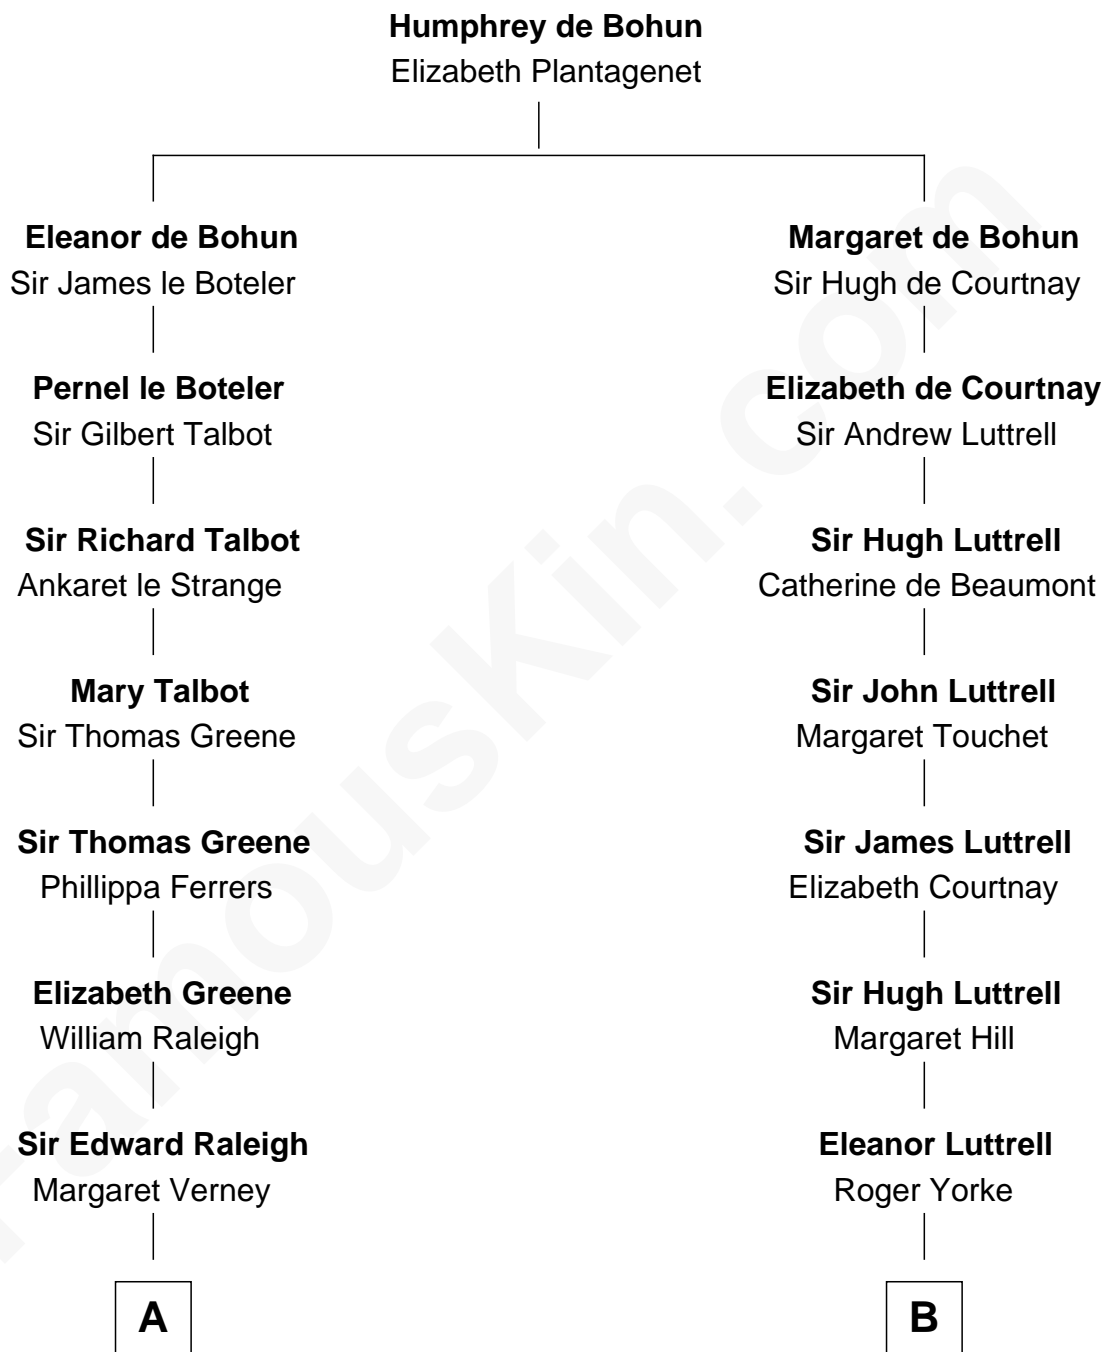 Humphrey de Bohun
Elizabeth Plantagenet
Eleanor de Bohun
Sir James le Boteler
Pernel le Boteler
Sir Gilbert Talbot
Sir Richard Talbot
Ankaret le Strange
Mary Talbot
Sir Thomas Greene
Sir Thomas Greene
Phillippa Ferrers
Elizabeth Greene
William Raleigh
Sir Edward Raleigh
Margaret Verney
A
Margaret de Bohun
Sir Hugh de Courtnay
Elizabeth de Courtnay
Sir Andrew Luttrell
Sir Hugh Luttrell
Catherine de Beaumont
Sir John Luttrell
Margaret Touchet
Sir James Luttrell
Elizabeth Courtnay
Sir Hugh Luttrell
Margaret Hill
Eleanor Luttrell
Roger Yorke
B
FamousKin.com